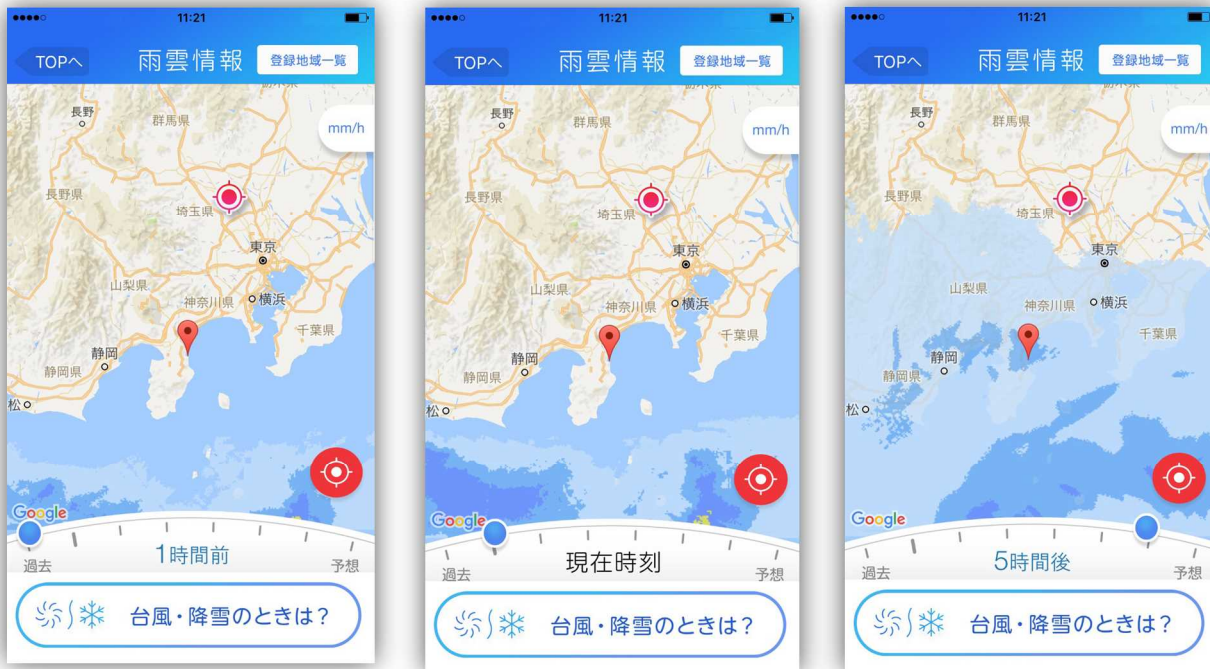 11:21
TOPへ
雨雲情報
登録地域一覧
mm/h
長野
群馬県
長野県
埼玉県
東京
山梨県
神奈川県
横浜
千葉県
静岡
静岡県
松
Google
過去
1時間前
予想
台風・降雪のときは？
11:21
TOPへ
雨雲情報
登録地域一覧
mm/h
長野
群馬県
長野県
埼玉県
東京
山梨県
神奈川県
横浜
千葉県
静岡
静岡県
松
Google
過去
現在時刻
予想
台風・降雪のときは？
11:21
TOPへ
雨雲情報
登録地域一覧
mm/h
長野
群馬県
長野県
埼玉県
東京
山梨県
神奈川県
横浜
千葉県
静岡
静岡県
松
Google
過去
5時間後
予想
台風・降雪のときは？